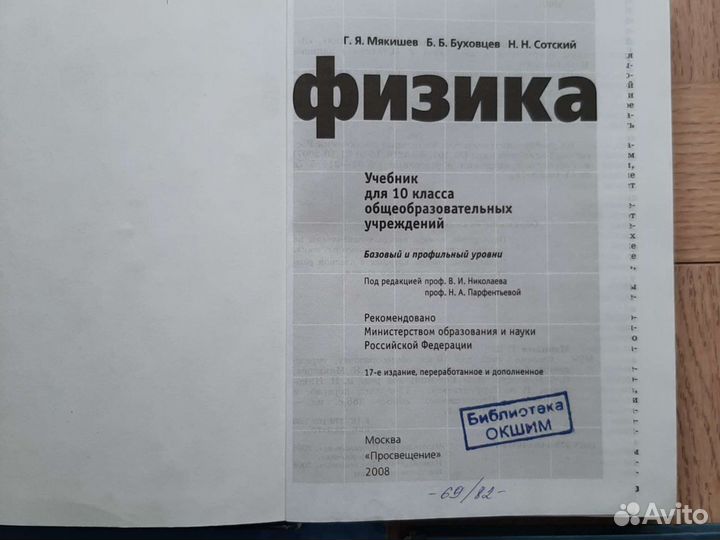 Г. Я. Мякишев Б. Б. Буховцев Н. Н. Сотский
физика
Учебник
для 10 класса
общеобразовательных
учреждений
Базовый и профильный уровни
Под редакцией проф. В. И. Николаева
проф. Н. А. Парфентьевой
Рекомендовано
Министерством образования и науки
Российской Федерации
17-е издание, переработанное и дополненное
Библиотека
ОКШИМ
Москва
«Просвещение»
2008
-69/82-
Avito